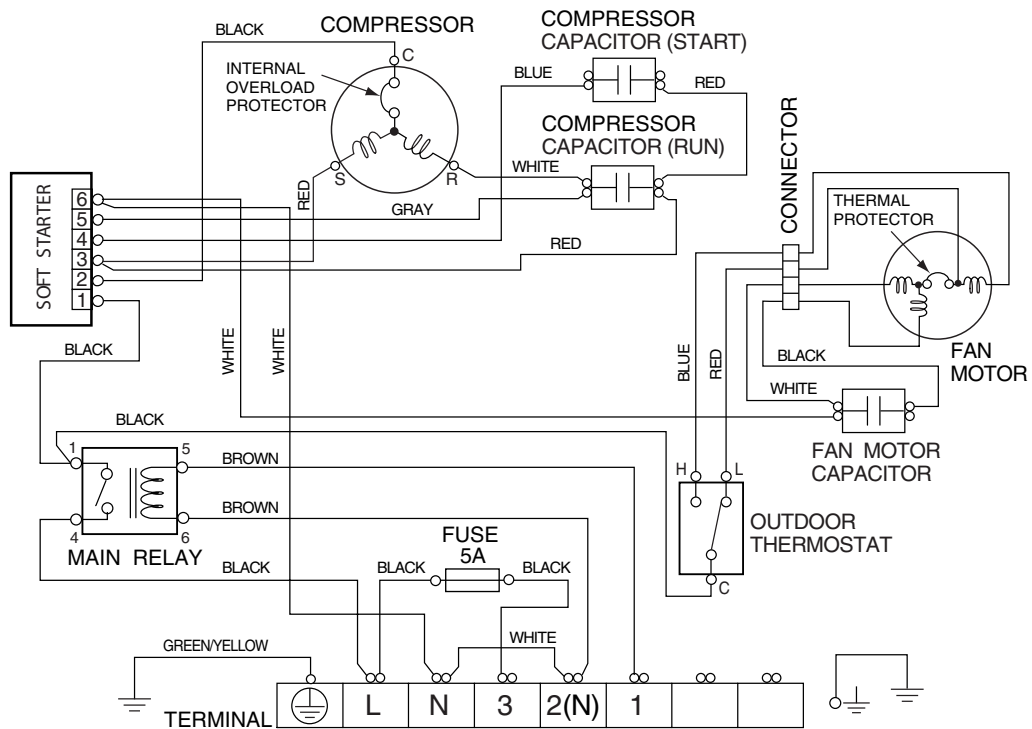 COMPRESSOR
COMPRESSOR
CAPACITOR (START)
BLACK
C
INTERNAL
OVERLOAD
PROTECTOR
BLUE
RED
COMPRESSOR
CAPACITOR (RUN)
CONNECTOR
WHITE
S
R
RED
GRAY
RED
THERMAL
PROTECTOR
SOFT STARTER
6
5
4
3
2
1
BLACK
WHITE
WHITE
BLUE
RED
BLACK
FAN
MOTOR
WHITE
BLACK
FAN MOTOR
CAPACITOR
1
5
BROWN
H
L
BROWN
4
6
MAIN RELAY
FUSE
5A
OUTDOOR
THERMOSTAT
BLACK
BLACK
BLACK
C
WHITE
GREEN/YELLOW
TERMINAL
L
N
3
2(N)
1